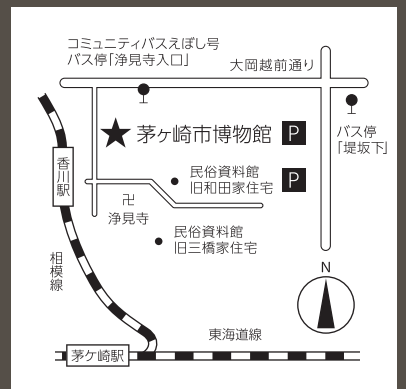 コミュニティバスえぼし号
バス停「浄見寺入口」
大岡越前通り
茅ヶ崎市博物館 P
バス停
「堤坂下」
民俗資料館
旧和田家住宅 P
香川駅
卍
浄見寺
民俗資料館
旧三橋家住宅
相模線
N
東海道線
茅ケ崎駅